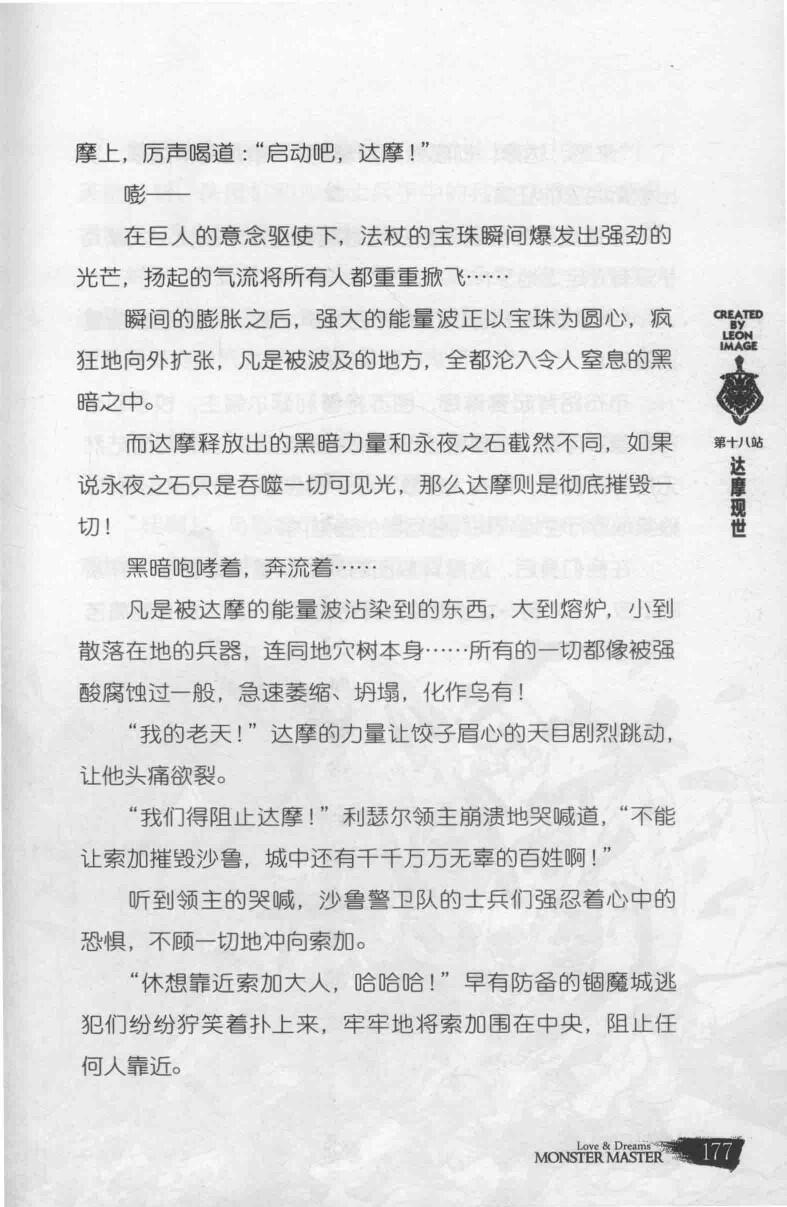 摩上，厉声喝道：“启动吧，达摩！”
嘭——
在巨人的意念驱使下，法杖的宝珠瞬间爆发出强劲的
光芒，扬起的气流将所有人都重重掀飞……
瞬间的膨胀之后，强大的能量波正以宝珠为圆心，疯
狂地向外扩张，凡是被波及的地方，全都沦入令人窒息的黑
暗之中。
而达摩释放出的黑暗力量和永夜之石截然不同，如果
说永夜之石只是吞噬一切可见光，那么达摩则是彻底摧毁一
切！
黑暗咆哮着，奔流着……
凡是被达摩的能量波沾染到的东西，大到熔炉，小到
散落在地的兵器，连同地穴树本身……所有的一切都像被强
酸腐蚀过一般，急速萎缩、坍塌，化作乌有！
“我的老天！”达摩的力量让饺子眉心的天目剧烈跳动，
让他头痛欲裂。
“我们得阻止达摩！”利瑟尔领主崩溃地哭喊道，“不能
让索加摧毁沙鲁，城中还有千千万万无辜的百姓啊！”
听到领主的哭喊，沙鲁警卫队的士兵们强忍着心中的
恐惧，不顾一切地冲向索加。
“休想靠近索加大人，哈哈哈！”早有防备的锢魔城逃
犯们纷纷狞笑着扑上来，牢牢地将索加围在中央，阻止任
何人靠近。
CREATED
BY
LEON
IMAGE
第十八站
达摩现世
Love & Dreams
MONSTER MASTER 177